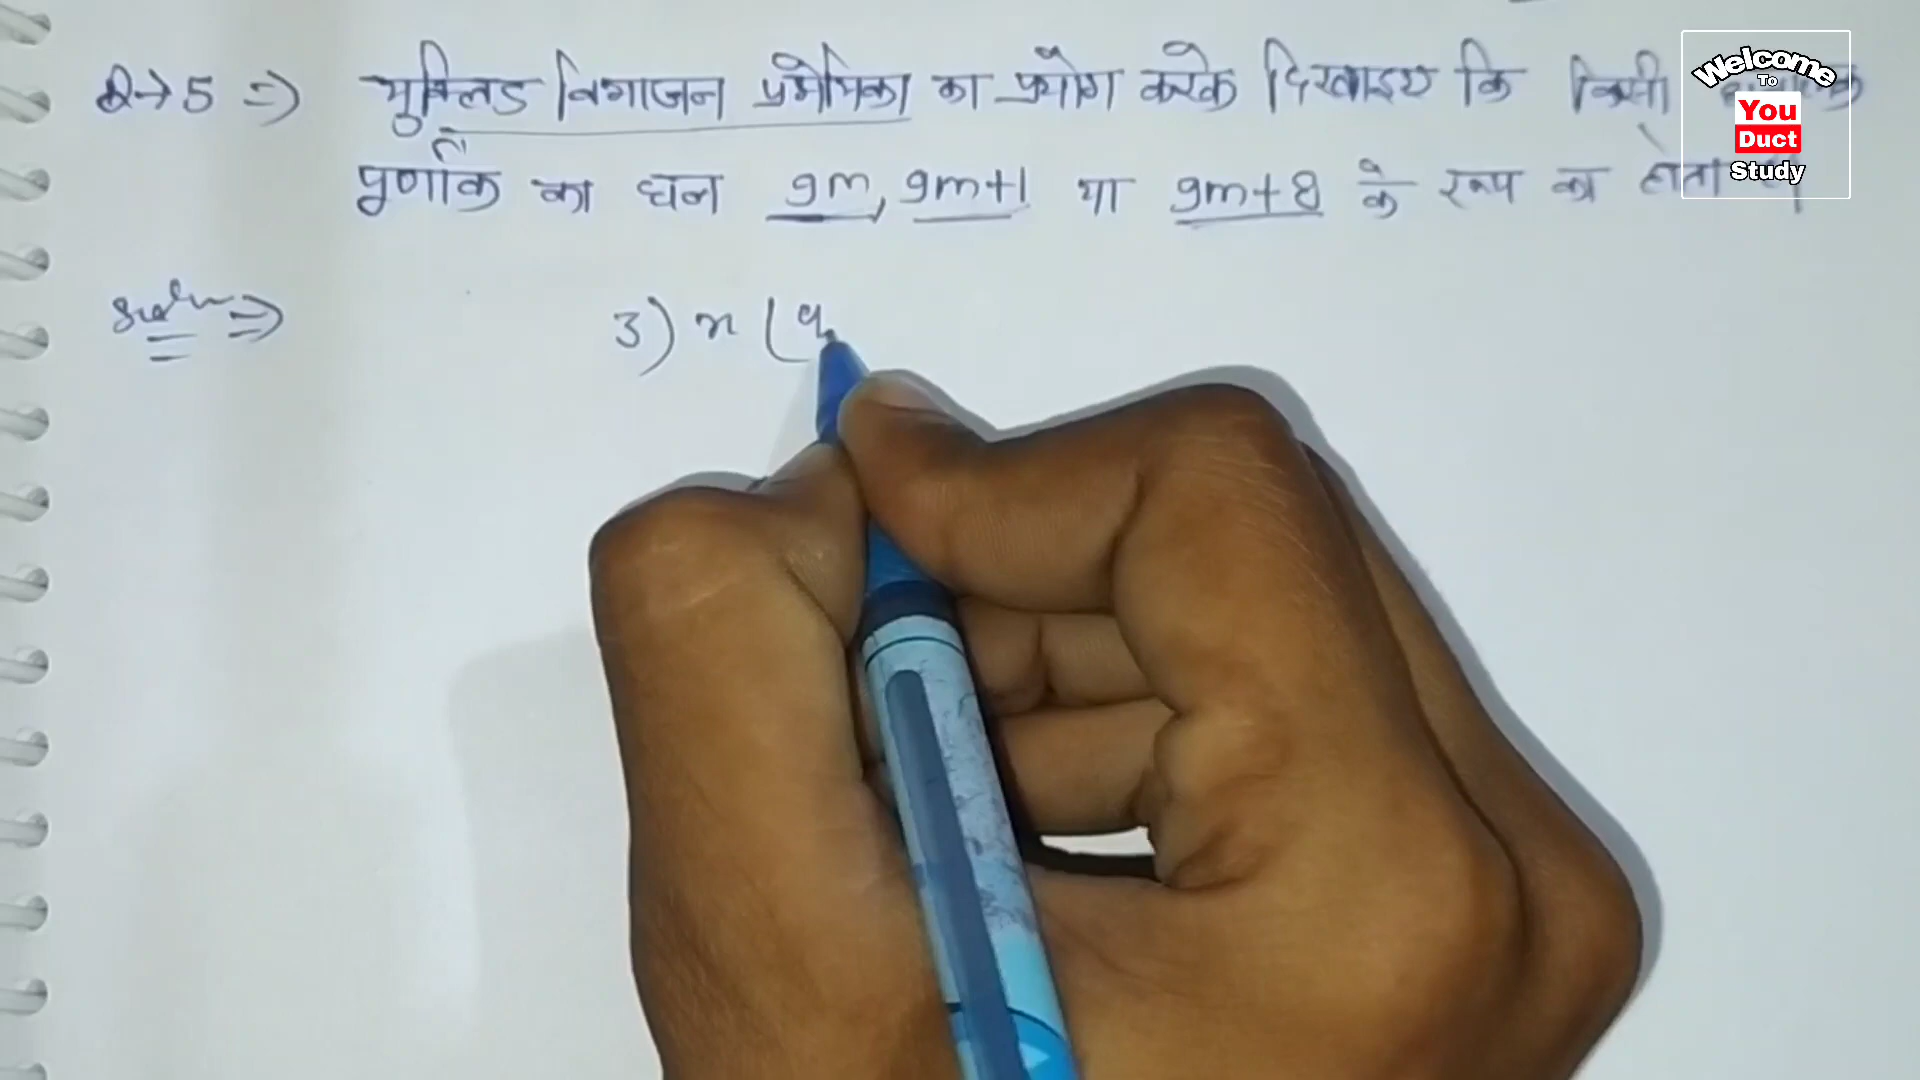 Q→5 ⇒) युक्लिड विभाजन प्रमेयिका का प्रयोग करके दिखाइए कि किसी
पूर्णांक का घन 9m, 9m+1 या 9m+8 के रूप का होता
Soln ⇒)
3) x ( q
Welcome
To
You
Duct
Study